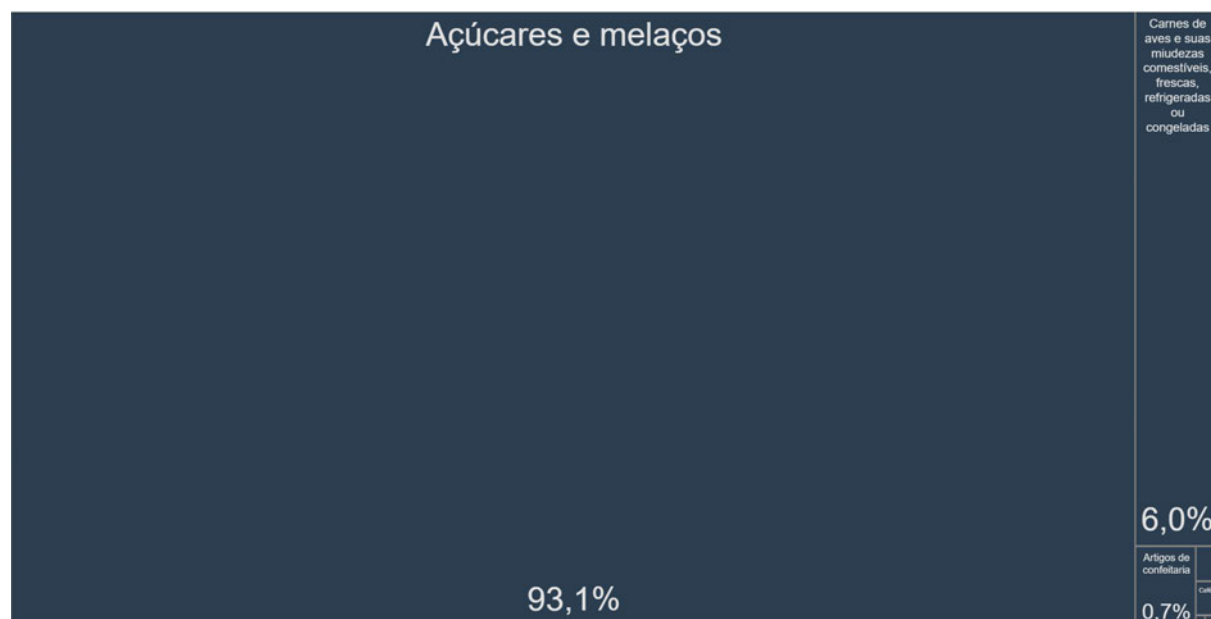 Açúcares e melaços
93,1%
Carnes de
aves e suas
miudezas
comestíveis,
frescas,
refrigeradas
ou
congeladas
6,0%
Artigos de
confeitaria
0,7%